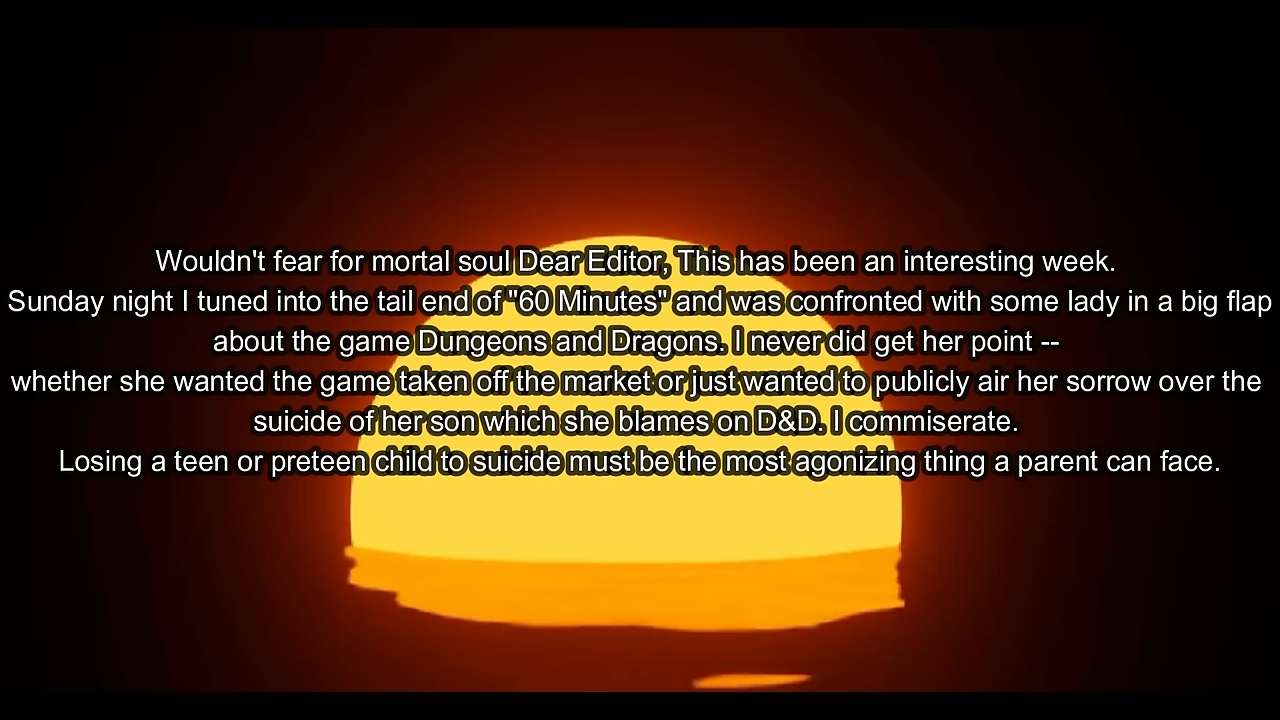 Wouldn't fear for mortal soul Dear Editor, This has been an interesting week.
Sunday night I tuned into the tail end of "60 Minutes" and was confronted with some lady in a big flap
about the game Dungeons and Dragons. I never did get her point --
whether she wanted the game taken off the market or just wanted to publicly air her sorrow over the
suicide of her son which she blames on D&D. I commiserate.
Losing a teen or preteen child to suicide must be the most agonizing thing a parent can face.